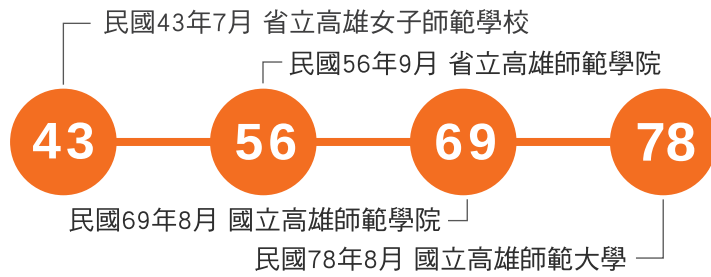 民國43年7月 省立高雄女子師範學校
民國56年9月 省立高雄師範學院
43 56 69 78
民國69年8月 國立高雄師範學院
民國78年8月 國立高雄師範大學